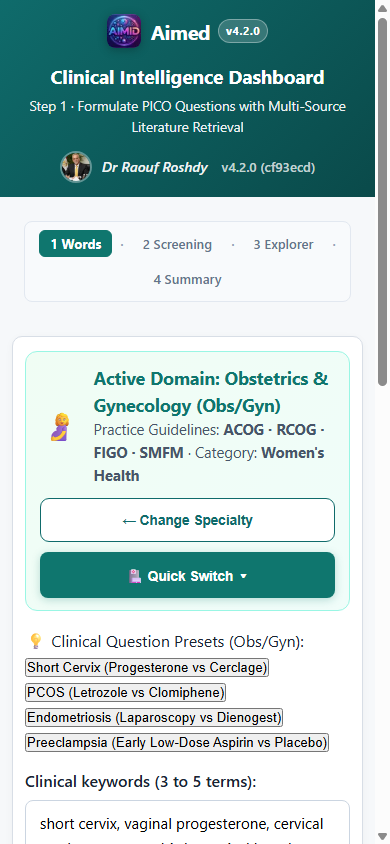 AIMID
Aimed v4.2.0
Clinical Intelligence Dashboard
Step 1 · Formulate PICO Questions with Multi-Source
Literature Retrieval
Dr Raouf Roshdy v4.2.0 (cf93ecd)
1 Words · 2 Screening · 3 Explorer ·
4 Summary
Active Domain: Obstetrics &
Gynecology (Obs/Gyn)
Practice Guidelines: ACOG · RCOG ·
FIGO · SMFM · Category: Women's
Health
← Change Specialty
Quick Switch ▾
Clinical Question Presets (Obs/Gyn):
Short Cervix (Progesterone vs Cerclage)
PCOS (Letrozole vs Clomiphene)
Endometriosis (Laparoscopy vs Dienogest)
Preeclampsia (Early Low-Dose Aspirin vs Placebo)
Clinical keywords (3 to 5 terms):
short cervix, vaginal progesterone, cervical